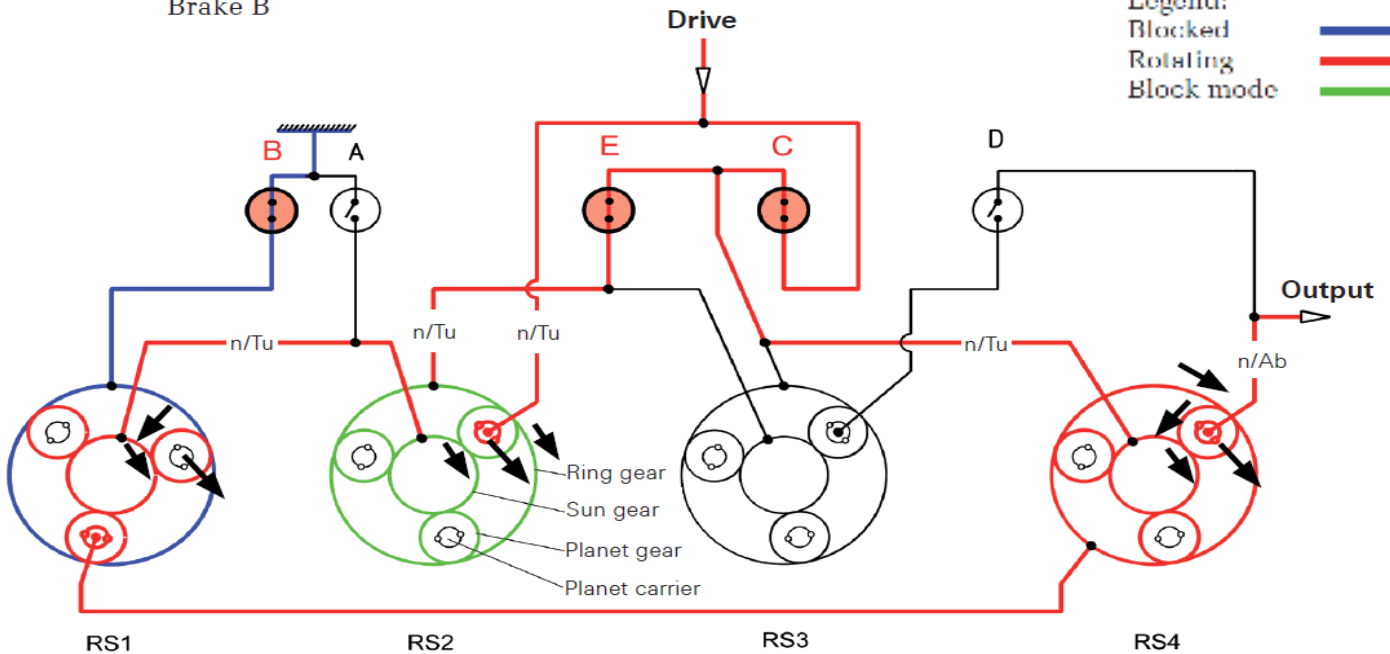 Brake B
Drive
Legend:
Blocked
Rotating
Block mode
B
A
E
C
D
Output
n/Tu
n/Tu
n/Tu
n/Tu
n/Ab
Ring gear
Sun gear
Planet gear
Planet carrier
RS1
RS2
RS3
RS4